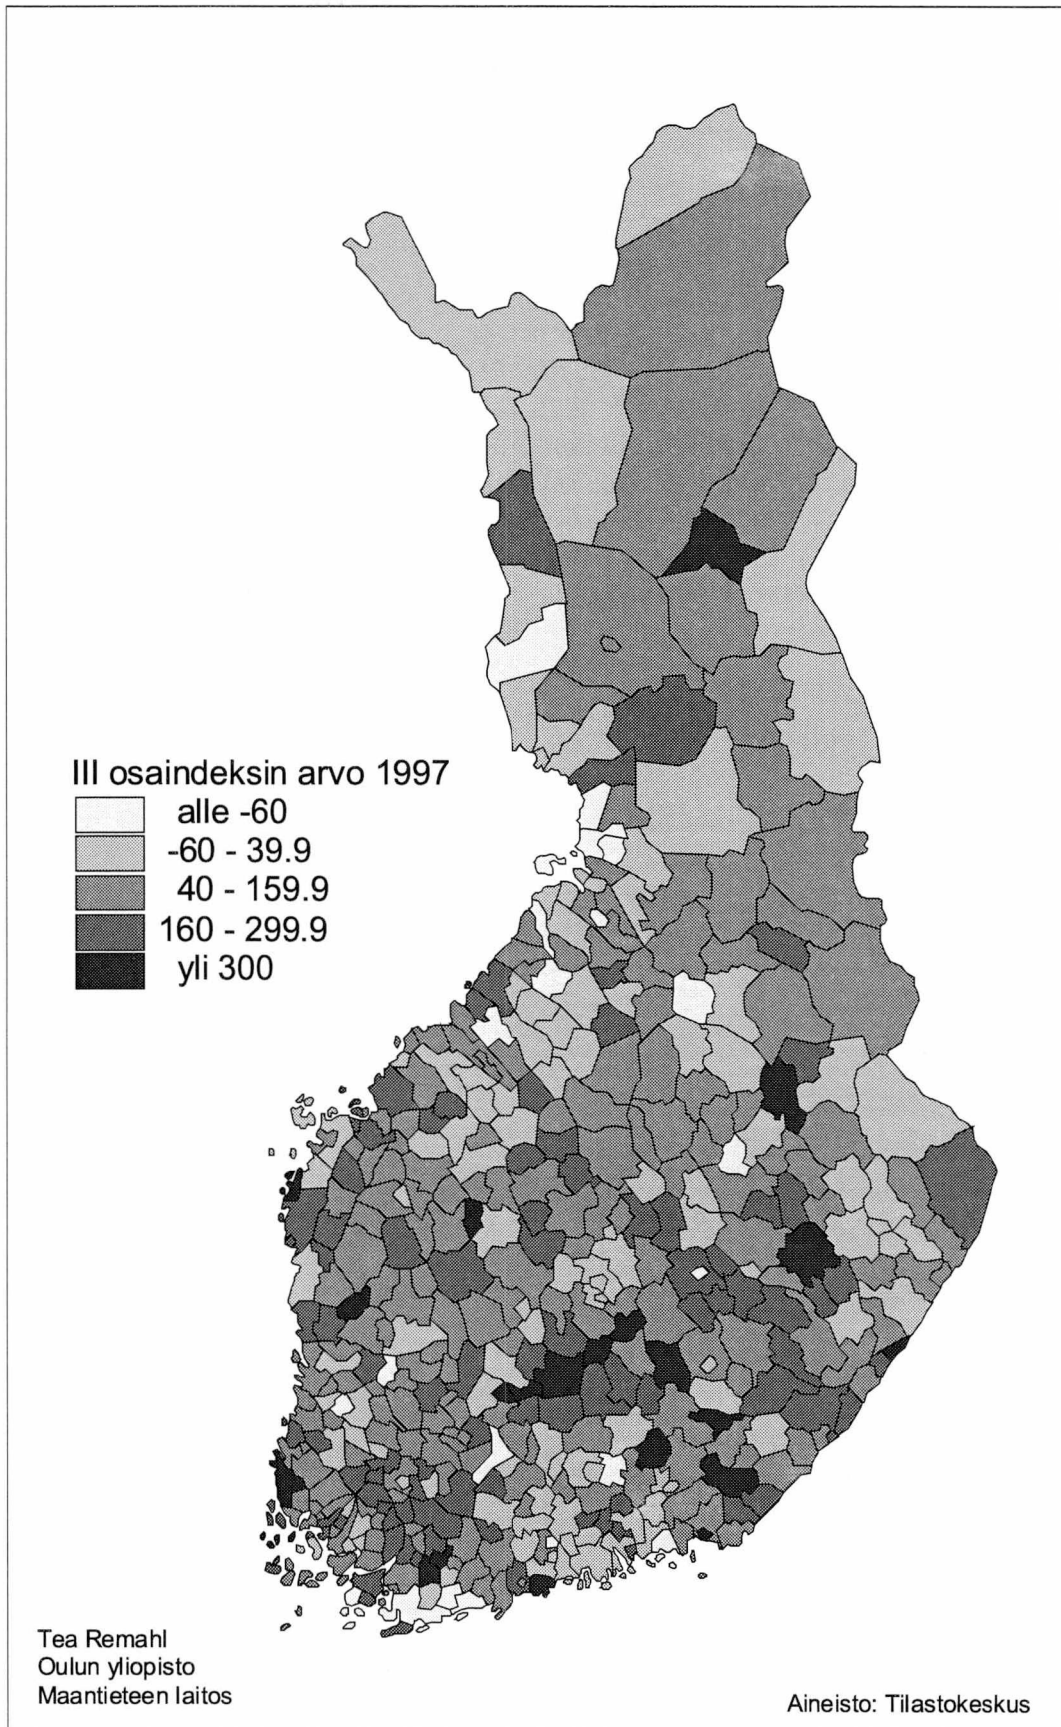 III osaindeksin arvo 1997
alle -60
-60 - 39.9
40 - 159.9
160 - 299.9
yli 300
Tea Remahl
Oulun yliopisto
Maantieteen laitos
Aineisto: Tilastokeskus